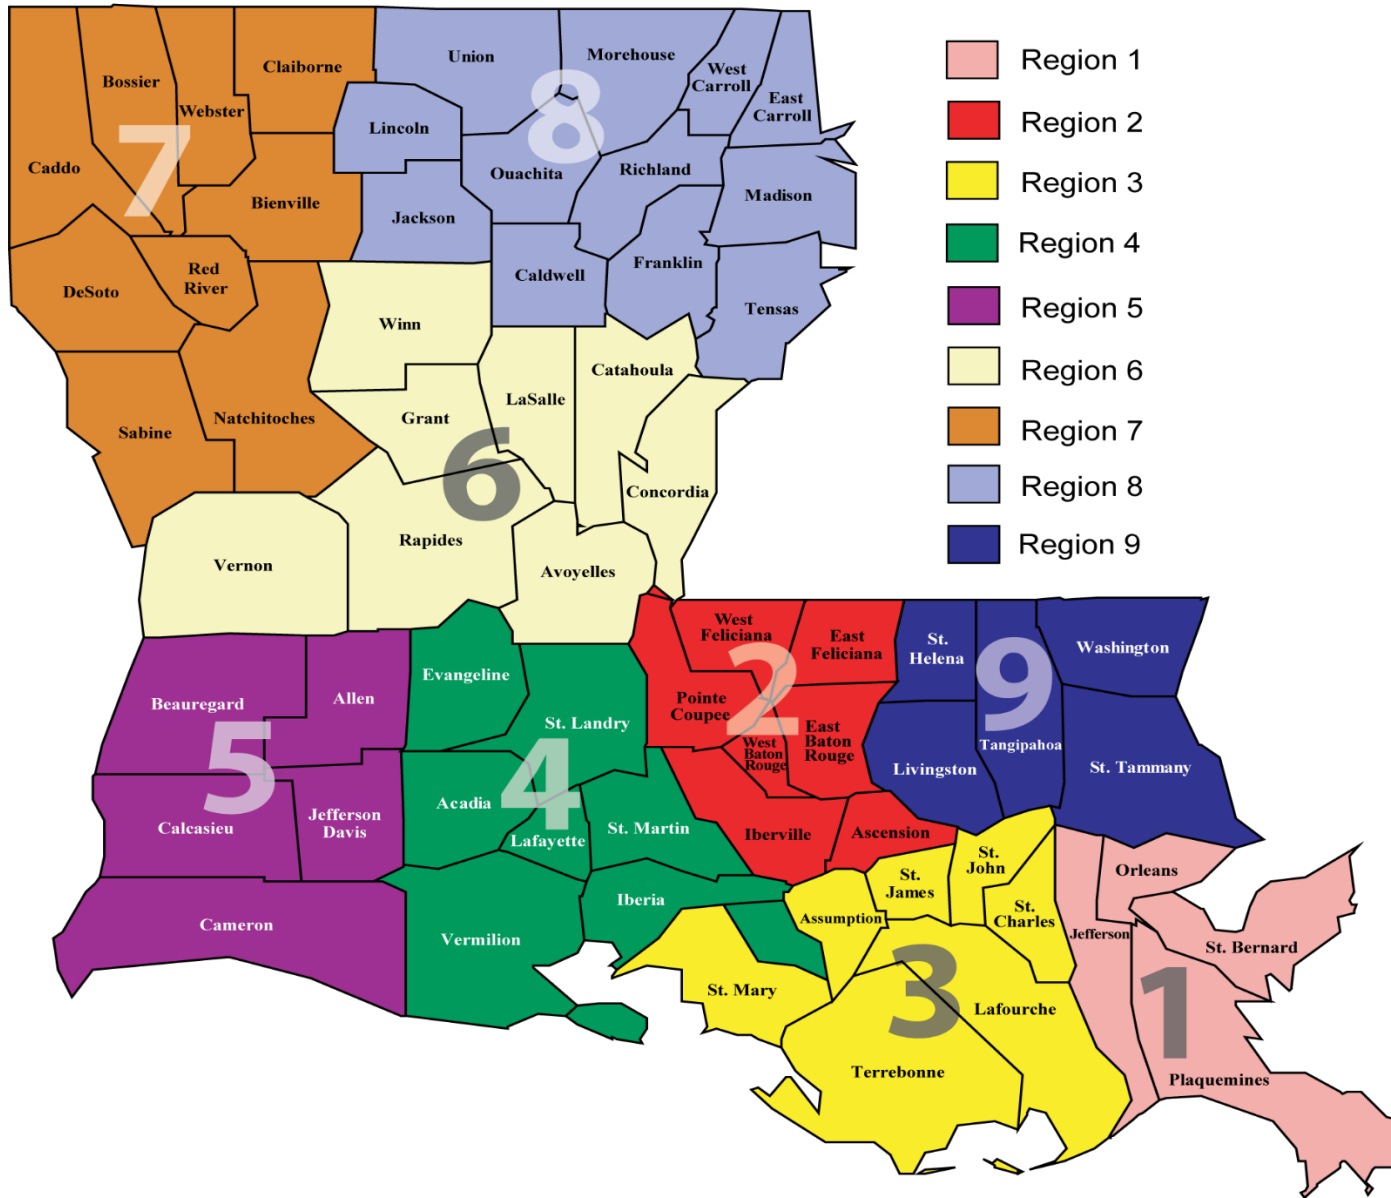 Union
Morehouse
West
Carroll
East
Carroll
Claiborne
Bossier
Webster
Lincoln
8
7
Caddo
Bienville
Jackson
Ouachita
Richland
Madison
Red
River
DeSoto
Caldwell
Franklin
Tensas
Winn
Catahoula
LaSalle
Grant
Natchitoches
Sabine
6
Concordia
Rapides
Vernon
Avoyelles
West
Feliciana
East
Feliciana
St.
Helena
Washington
9
2
Evangeline
Allen
Beauregard
Pointe
Coupee
St. Landry
West
Baton
Rouge
East
Baton
Rouge
Tangipahoa
Livingston
St. Tammany
5
4
Acadia
Calcasieu
Jefferson
Davis
Lafayette
St. Martin
Iberville
Ascension
St.
John
St.
James
Orleans
Iberia
Cameron
Vermilion
Assumption
St.
Charles
Jefferson
St. Bernard
St. Mary
3
Lafourche
1
Terrebonne
Plaquemines
Region 1
Region 2
Region 3
Region 4
Region 5
Region 6
Region 7
Region 8
Region 9